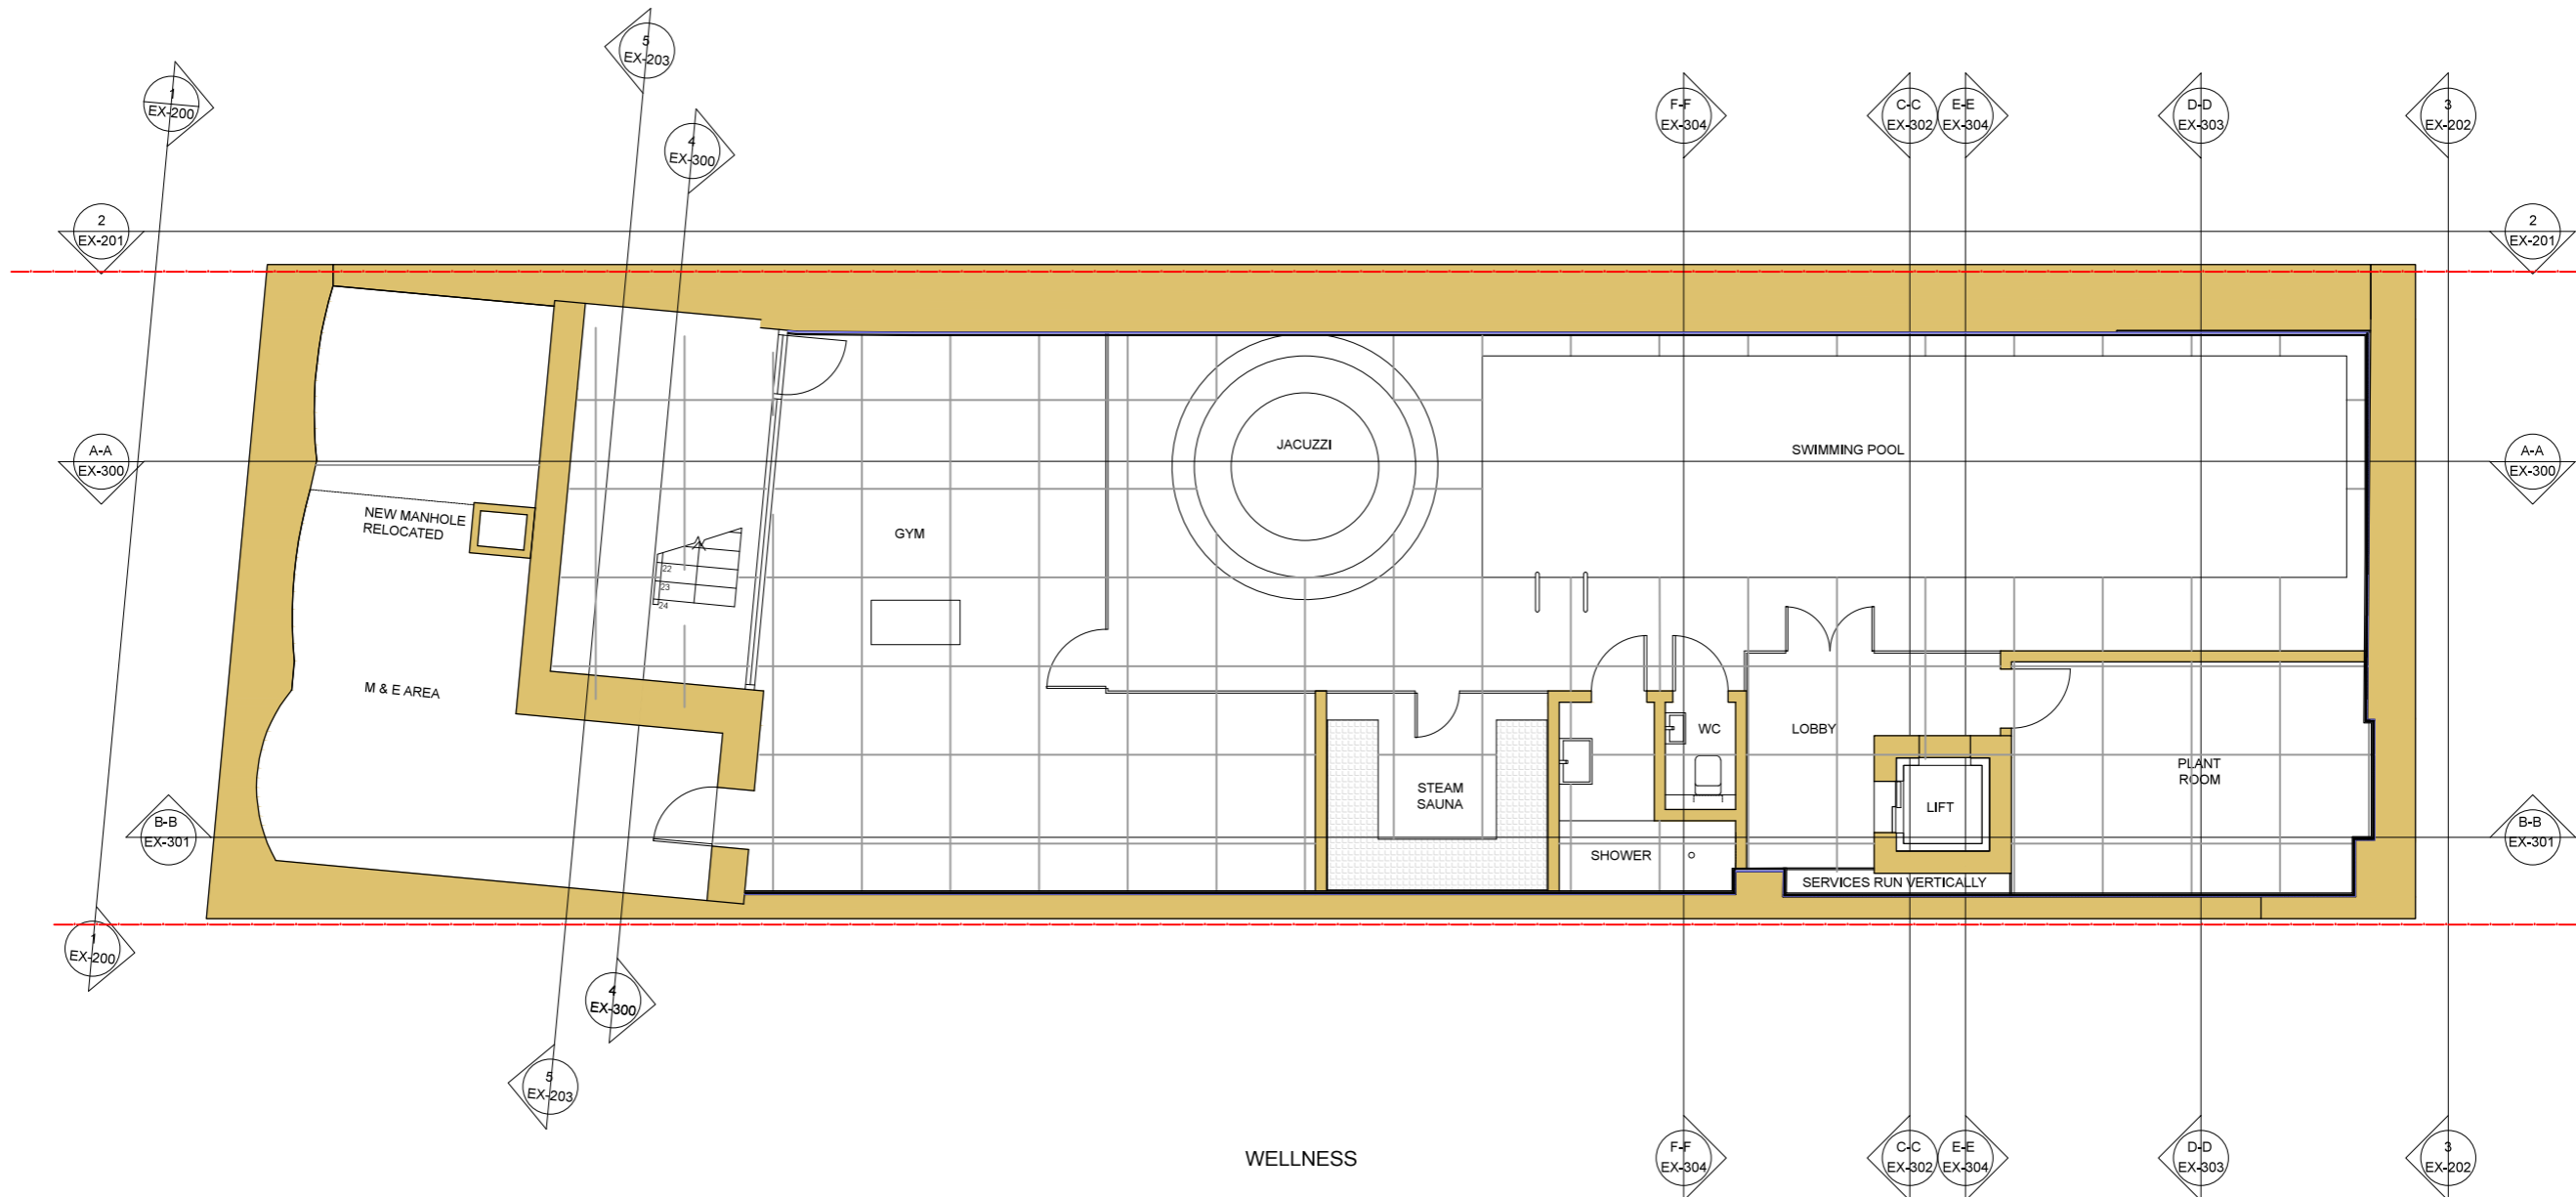 5
EX-203
1
EX-200
F-F
EX-304
C-C
EX-302
E-E
EX-304
D-D
EX-303
3
EX-202
4
EX-300
2
EX-201
2
EX-201
A-A
EX-300
JACUZZI
SWIMMING POOL
A-A
EX-300
NEW MANHOLE
RELOCATED
GYM
22
23
24
M & E AREA
WC
LOBBY
PLANT
ROOM
STEAM
SAUNA
LIFT
B-B
EX-301
B-B
EX-301
SHOWER
SERVICES RUN VERTICALLY
1
EX-200
4
EX-300
5
EX-203
WELLNESS
F-F
EX-304
C-C
EX-302
E-E
EX-304
D-D
EX-303
3
EX-202